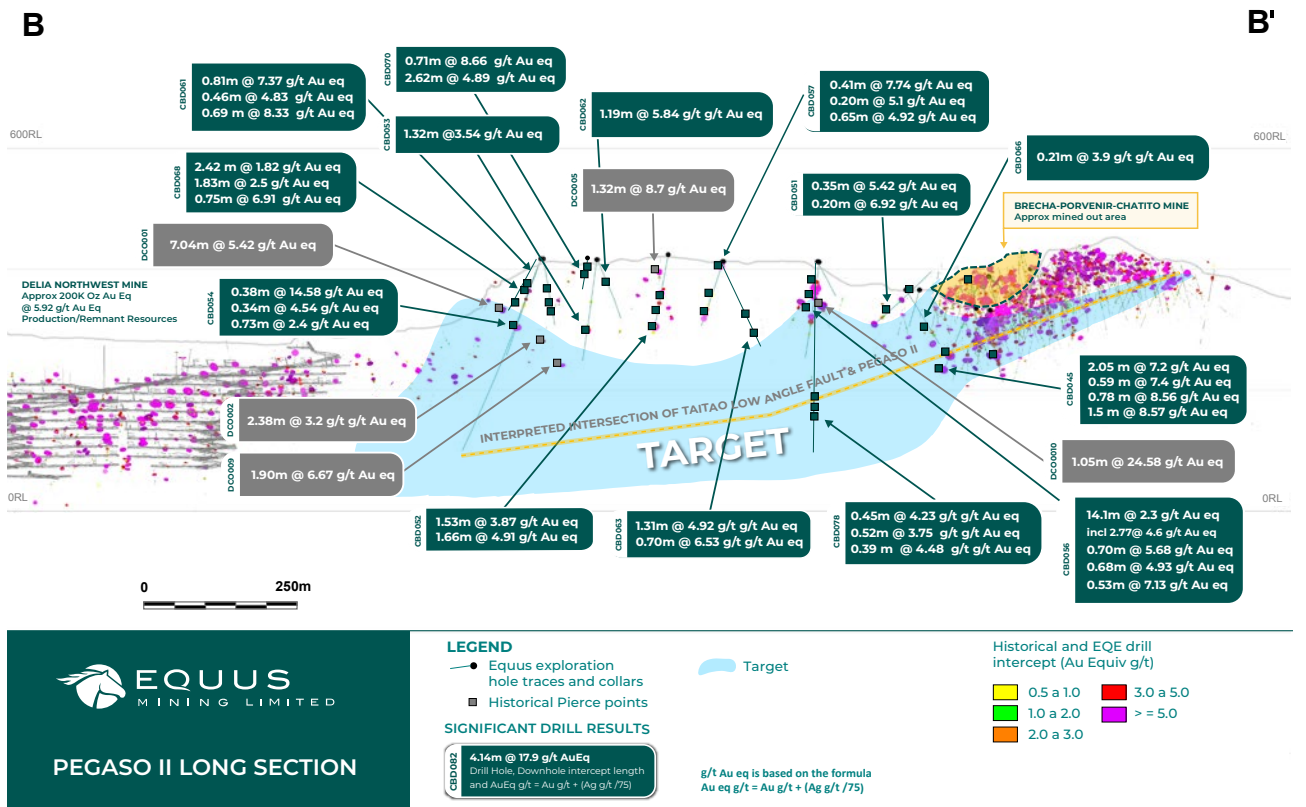 B
B'
CBD061
0.81m @ 7.37 g/t Au eq
0.46m @ 4.83 g/t Au eq
0.69 m @ 8.33 g/t Au eq
CBD070
0.71m @ 8.66 g/t Au eq
2.62m @ 4.89 g/t Au eq
CBD053
1.32m @3.54 g/t Au eq
CBD062
1.19m @ 5.84 g/t g/t Au eq
CBD057
0.41m @ 7.74 g/t Au eq
0.20m @ 5.1 g/t Au eq
0.65m @ 4.92 g/t Au eq
600RL
600RL
CBD066
0.21m @ 3.9 g/t g/t Au eq
CBD068
2.42 m @ 1.82 g/t Au eq
1.83m @ 2.5 g/t Au eq
0.75m @ 6.91 g/t Au eq
DCO005
1.32m @ 8.7 g/t Au eq
CBD051
0.35m @ 5.42 g/t Au eq
0.20m @ 6.92 g/t Au eq
BRECHA-PORVENIR-CHATITO MINE
Approx mined out area
DCO001
7.04m @ 5.42 g/t Au eq
DELIA NORTHWEST MINE
Approx 200K Oz Au Eq
@ 5.92 g/t Au Eq
Production/Remnant Resources
CBD054
0.38m @ 14.58 g/t Au eq
0.34m @ 4.54 g/t Au eq
0.73m @ 2.4 g/t Au eq
INTERPRETED INTERSECTION OF TAITAO LOW ANGLE FAULT & PEGASO II
TARGET
CBD045
2.05 m @ 7.2 g/t Au eq
0.59 m @ 7.4 g/t Au eq
0.78 m @ 8.56 g/t Au eq
1.5 m @ 8.57 g/t Au eq
DCO002
2.38m @ 3.2 g/t g/t Au eq
DCO009
1.90m @ 6.67 g/t Au eq
DCO0010
1.05m @ 24.58 g/t Au eq
0RL
0RL
CBD052
1.53m @ 3.87 g/t Au eq
1.66m @ 4.91 g/t Au eq
CBD063
1.31m @ 4.92 g/t g/t Au eq
0.70m @ 6.53 g/t g/t Au eq
CBD078
0.45m @ 4.23 g/t g/t Au eq
0.52m @ 3.75 g/t g/t Au eq
0.39 m @ 4.48 g/t g/t Au eq
CBD056
14.1m @ 2.3 g/t Au eq
incl 2.77@ 4.6 g/t Au eq
0.70m @ 5.68 g/t Au eq
0.68m @ 4.93 g/t Au eq
0.53m @ 7.13 g/t Au eq
0 250m
EQUUS
MINING LIMITED
PEGASO II LONG SECTION
LEGEND
Equus exploration
hole traces and collars
Historical Pierce points
Target
SIGNIFICANT DRILL RESULTS
CBD082
4.14m @ 17.9 g/t AuEq
Drill Hole, Downhole intercept length
and AuEq g/t = Au g/t + (Ag g/t /75)
g/t Au eq is based on the formula
Au eq g/t = Au g/t + (Ag g/t /75)
Historical and EQE drill
intercept (Au Equiv g/t)
0.5 a 1.0
1.0 a 2.0
2.0 a 3.0
3.0 a 5.0
> = 5.0